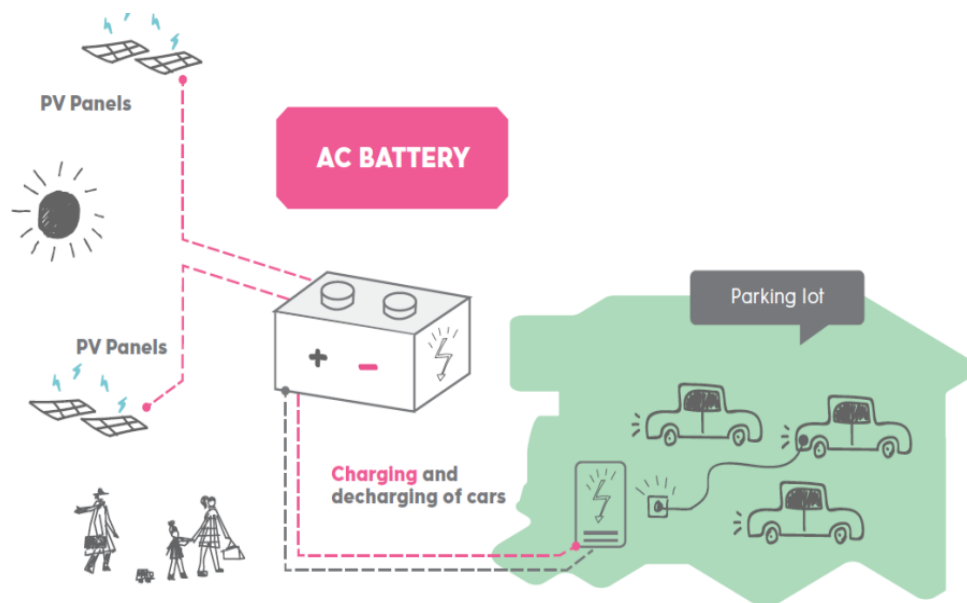 PV Panels
AC BATTERY
Parking lot
PV Panels
+ -
Charging and
decharging of cars